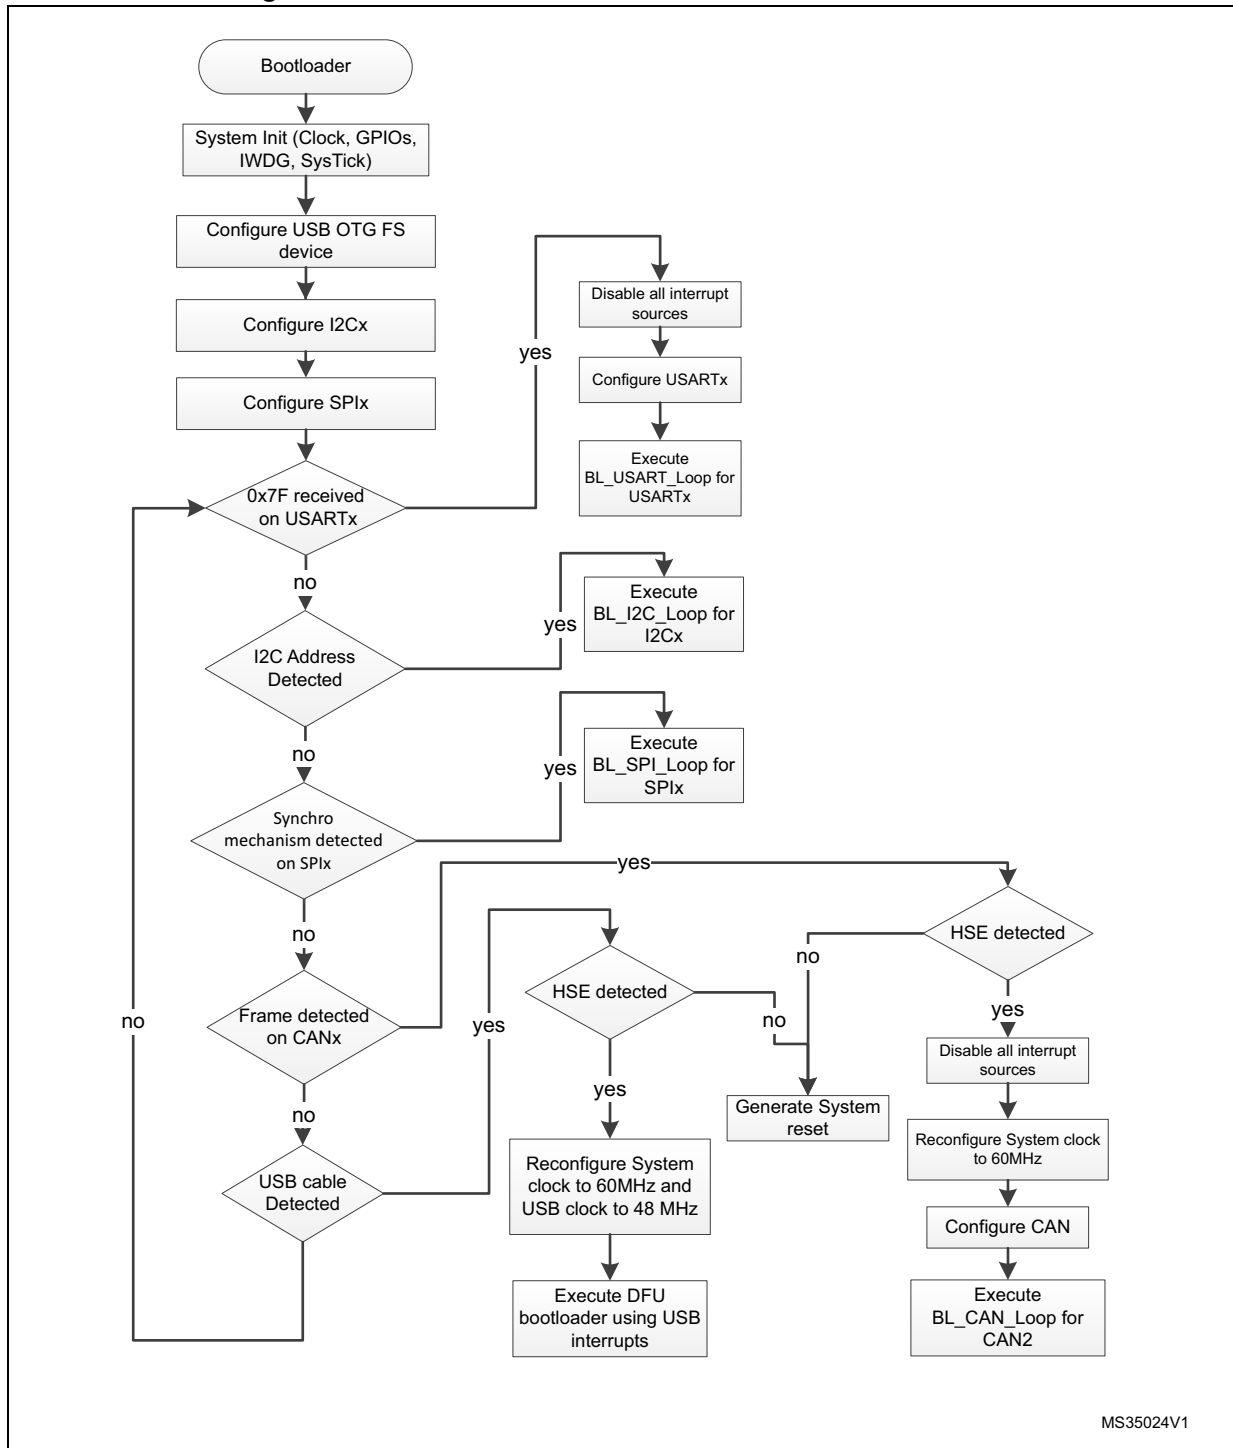 Bootloader
System Init (Clock, GPIOs,
IWDG, SysTick)
Configure USB OTG FS
device
Configure I2Cx
Configure SPIx
0x7F received
on USARTx
yes
Disable all interrupt
sources
Configure USARTx
Execute
BL_USART_Loop for
USARTx
no
I2C Address
Detected
yes
Execute
BL_I2C_Loop for
I2Cx
no
Synchro
mechanism detected
on SPIx
yes
Execute
BL_SPI_Loop for
SPIx
no
Frame detected
on CANx
yes
HSE detected
no
yes
Disable all interrupt
sources
Reconfigure System clock
to 60MHz
Configure CAN
Execute
BL_CAN_Loop for
CAN2
no
USB cable
Detected
yes
HSE detected
no
Generate System
reset
yes
Reconfigure System
clock to 60MHz and
USB clock to 48 MHz
Execute DFU
bootloader using USB
interrupts
no
MS35024V1